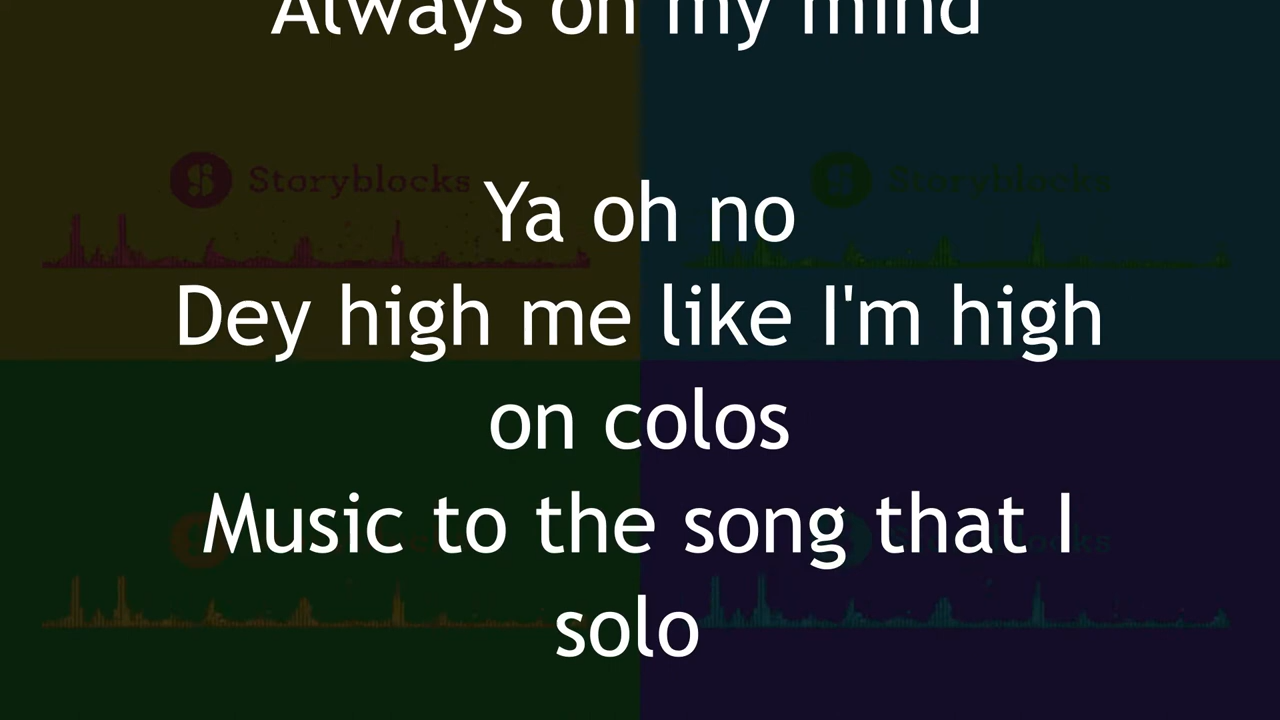 Always on my mind
Storyblocks
Storyblocks
Ya oh no
Dey high me like I'm high
on colos
Music to the song that I
solo